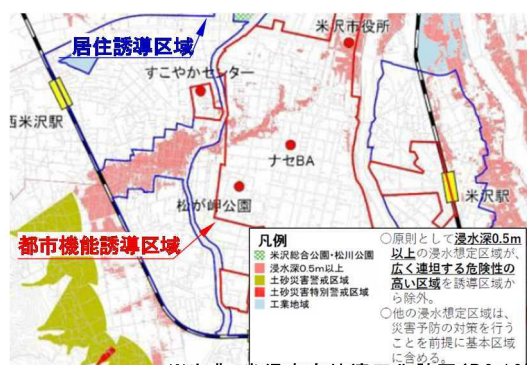 居住誘導区域
米沢市役所
すこやかセンター
西米沢駅
ナセBA
米沢駅
松が岬公園
都市機能誘導区域
凡例
米沢総合公園・松川公園
浸水深0.5m以上
土砂災害警戒区域
土砂災害特別警戒区域
工業地域
○原則として浸水深0.5m
以上の浸水想定区域が、
広く連坦する危険性の
高い区域を誘導区域か
ら除外。
○他の浸水想定区域は、
災害予防の対策を行う
ことを前提に基本区域
に含める。